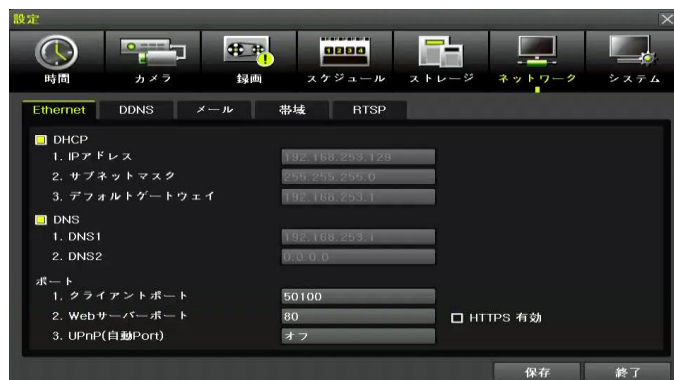 設定
時間 カメラ 録画 スケジュール ストレージ ネットワーク システム
Ethernet DDNS メール 帯域 RTSP
DHCP
1. IPアドレス 192.168.253.129
2. サブネットマスク 255.255.255.0
3. デフォルトゲートウェイ 192.168.253.1
DNS
1. DNS1 192.168.253.1
2. DNS2 0.0.0.0
ポート
1. クライアントポート 50100
2. Webサーバーポート 80 HTTPS 有効
3. UPnP(自動Port) オフ
保存 終了